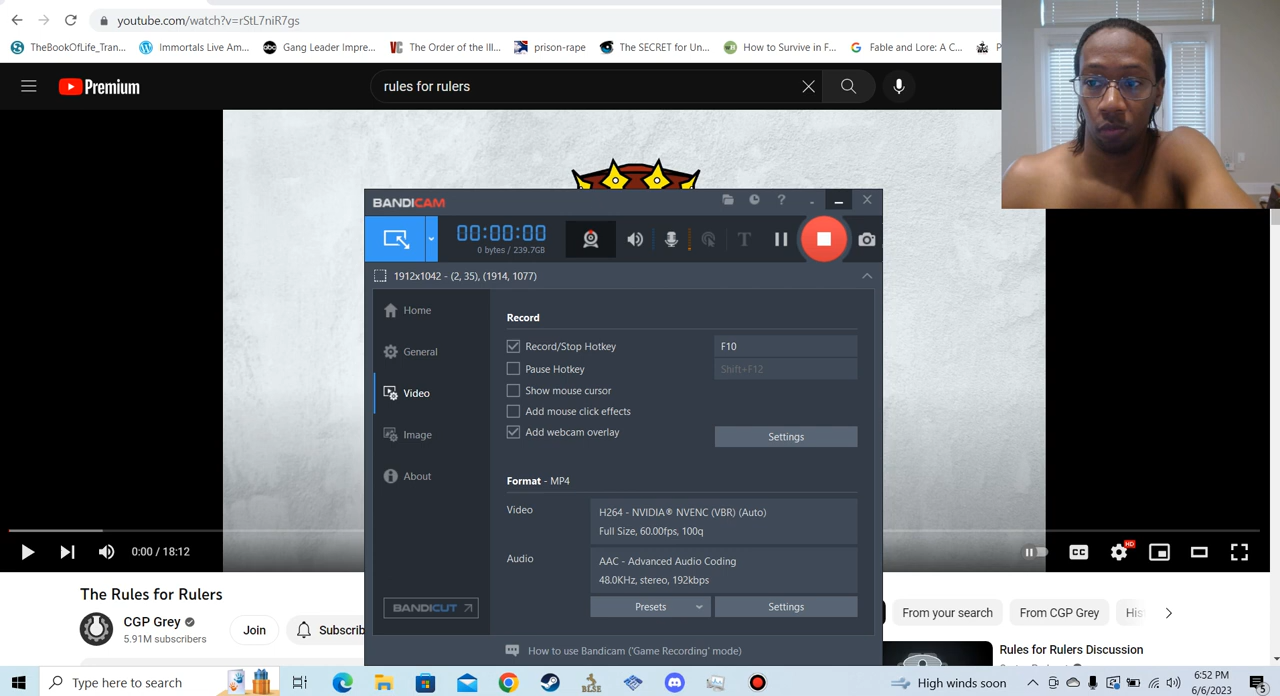 youtube.com/watch?v=rStL7niR7gs
TheBookOfLife_Tran... Immortals Live Am... Gang Leader Impre... The Order of the Ill... prison-rape The SECRET for Un... How to Survive in F... Fable and Lore: A C...
Premium
rules for rulers
BANDICAM
00:00:00
0 bytes / 239.7GB
1912x1042 - (2, 35), (1914, 1077)
Home
General
Video
Image
About
BANDICUT
Record
Record/Stop Hotkey F10
Pause Hotkey Shift+F12
Show mouse cursor
Add mouse click effects
Add webcam overlay
Settings
Format - MP4
Video
H264 - NVIDIA® NVENC (VBR) (Auto)
Full Size, 60.00fps, 100q
Audio
AAC - Advanced Audio Coding
48.0KHz, stereo, 192kbps
Presets Settings
How to use Bandicam ('Game Recording' mode)
0:00 / 18:12
CC HD
The Rules for Rulers
CGP Grey
5.91M subscribers
Join
Subscrib
From your search From CGP Grey His
Rules for Rulers Discussion
Type here to search
BLSE
High winds soon
6:52 PM
6/6/2023
5